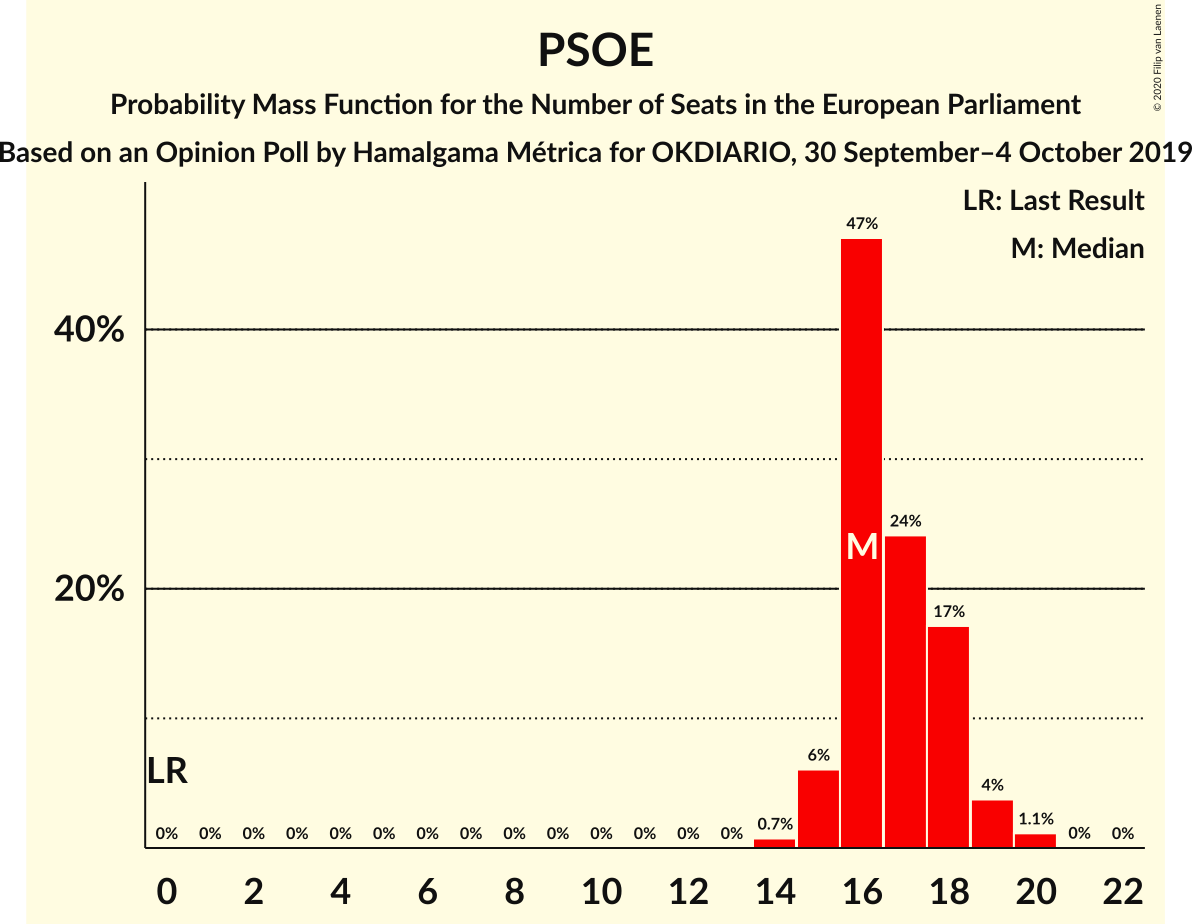 PSOE
Probability Mass Function for the Number of Seats in the European Parliament
Based on an Opinion Poll by Hamalgama Métrica for OKDIARIO, 30 September–4 October 2019
© 2020 Filip van Laenen
LR: Last Result
M: Median
47%
40%
24%
M
20%
17%
6%
LR
4%
0% 0% 0% 0% 0% 0% 0% 0% 0% 0% 0% 0% 0% 0% 0.7% 1.1% 0% 0%
0 2 4 6 8 10 12 14 16 18 20 22